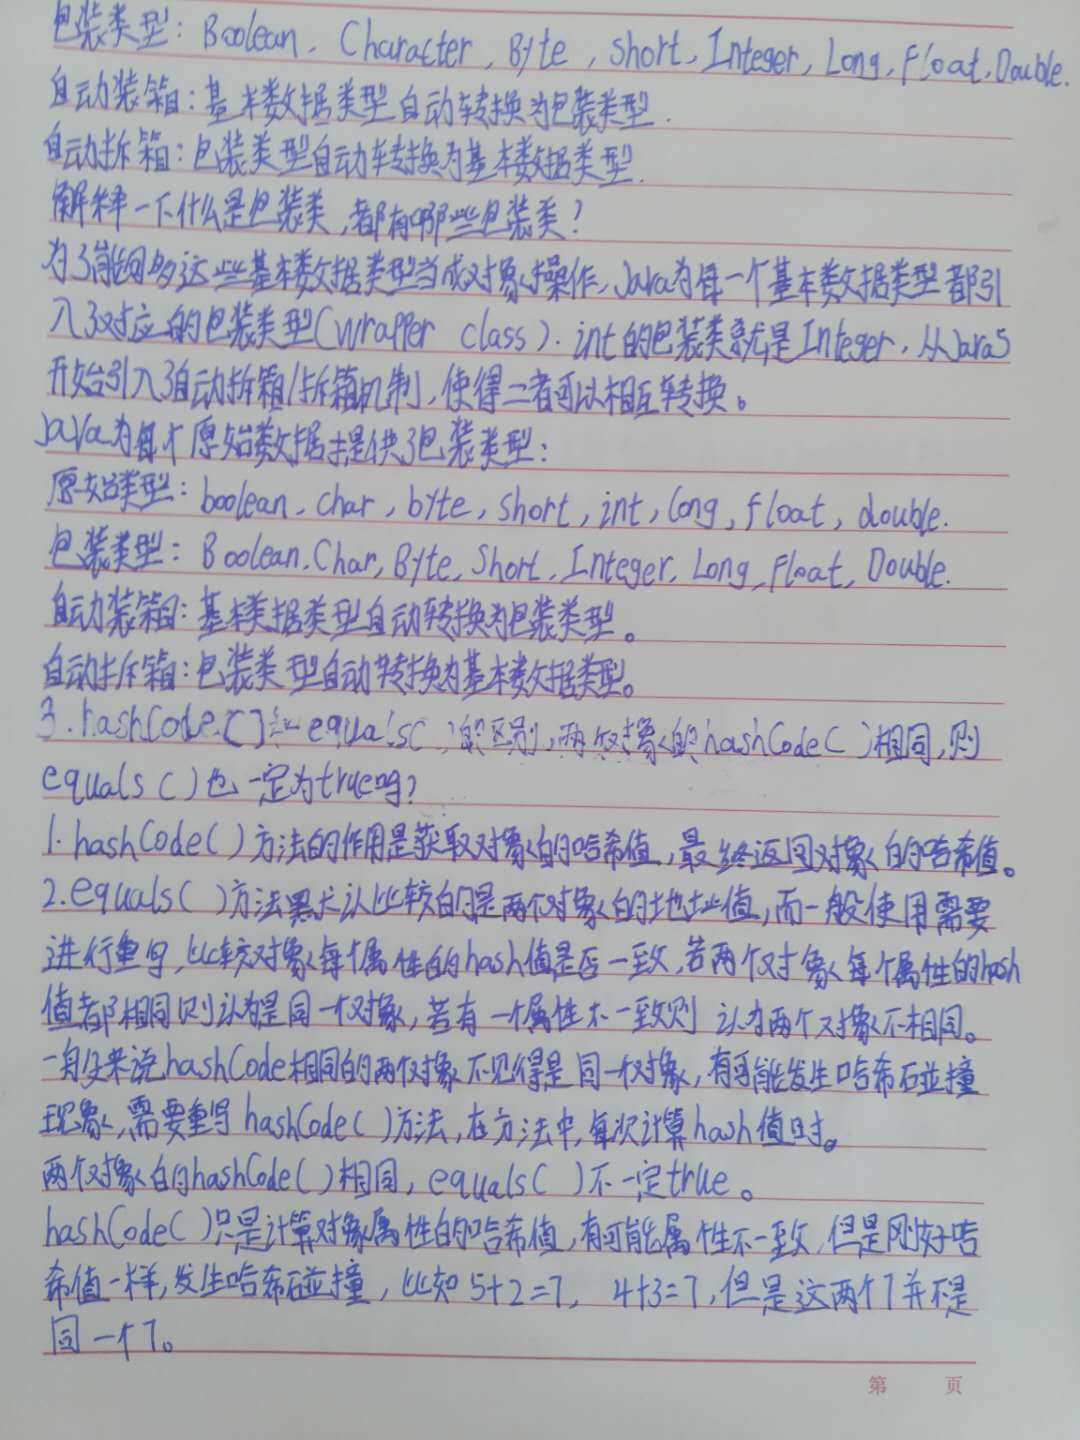 包装类型：Boolean、Character、Byte、short、Integer、Long、Float、Double.
自动装箱：基本数据类型自动转换为包装类型.
自动拆箱：包装类型自动转换为基本数据类型.
解释一下什么是包装类，都有哪些包装类？
为了能够将这些基本数据类型当成对象操作，Java为每一个基本数据类型都引
入了对应的包装类型(wrapper class). int的包装类就是Integer，从Java5
开始引入了自动拆箱/拆箱机制，使得二者可以相互转换。
Java为每个原始数据提供了包装类型：
原始类型：boolean、char，byte，short，int，long，float，double.
包装类型：Boolean、Char，Byte，Short，Integer，Long，Float，Double.
自动装箱：基本类据类型自动转换为包装类型。
自动拆箱：包装类型自动转换为基本数据类型。
3.hashCode()和equals()的区别，两个对象的hashCode()相同，则
equals()也一定为true吗？
1.hashCode()方法的作用是获取对象的哈希值，最终返回对象的哈希值。
2.equals()方法默认比较的是两个对象的地址值，而一般使用需要
进行重写，比较对象每个属性的hash值是否一致，若两个对象每个属性的hash
值都相同则认为是同一个对象，若有一个属性不一致则认为两个对象不相同。
一般来说hashCode相同的两个对象不见得是同一个对象，有可能发生哈希碰撞
现象，需要重写hashCode()方法，在方法中，每次计算hash值时。
两个对象的hashCode()相同，equals()不一定true。
hashCode()只是计算对象属性的哈希值，有可能属性不一致，但是刚好哈
希值一样，发生哈希碰撞，比如5+2=7，4+3=7，但是这两个7并不是
同一个7。
第 页